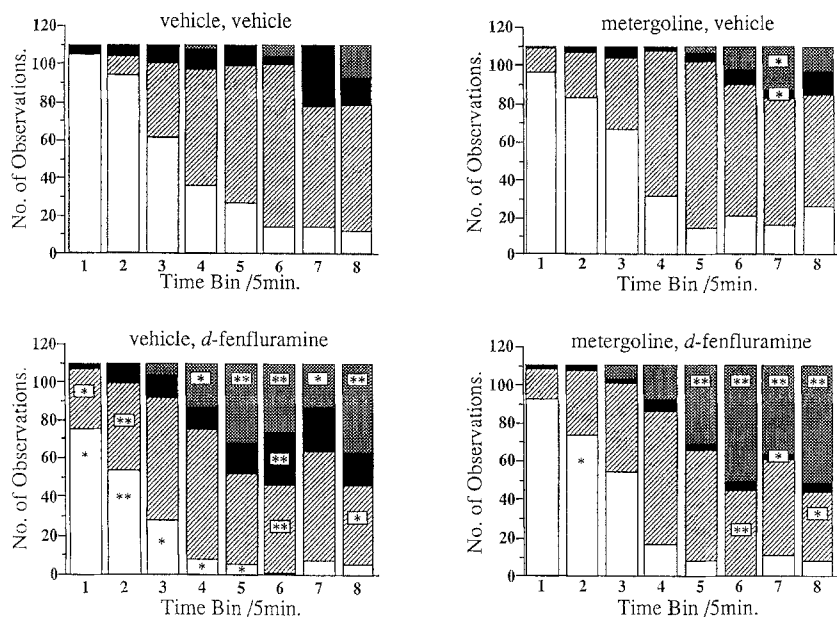 vehicle, vehicle
No. of Observations.
120
100
80
60
40
20
0
1 2 3 4 5 6 7 8
Time Bin /5min.
metergoline, vehicle
No. of Observations.
120
100
80
60
40
20
0
*
*
1 2 3 4 5 6 7 8
Time Bin /5min.
vehicle, d-fenfluramine
No. of Observations.
120
100
80
60
40
20
0
* ** ** * **
*
**
* **
** *
* **
* *
1 2 3 4 5 6 7 8
Time Bin /5min.
metergoline, d-fenfluramine
No. of Observations.
120
100
80
60
40
20
0
** ** ** **
* *
*
**
1 2 3 4 5 6 7 8
Time Bin /5min.